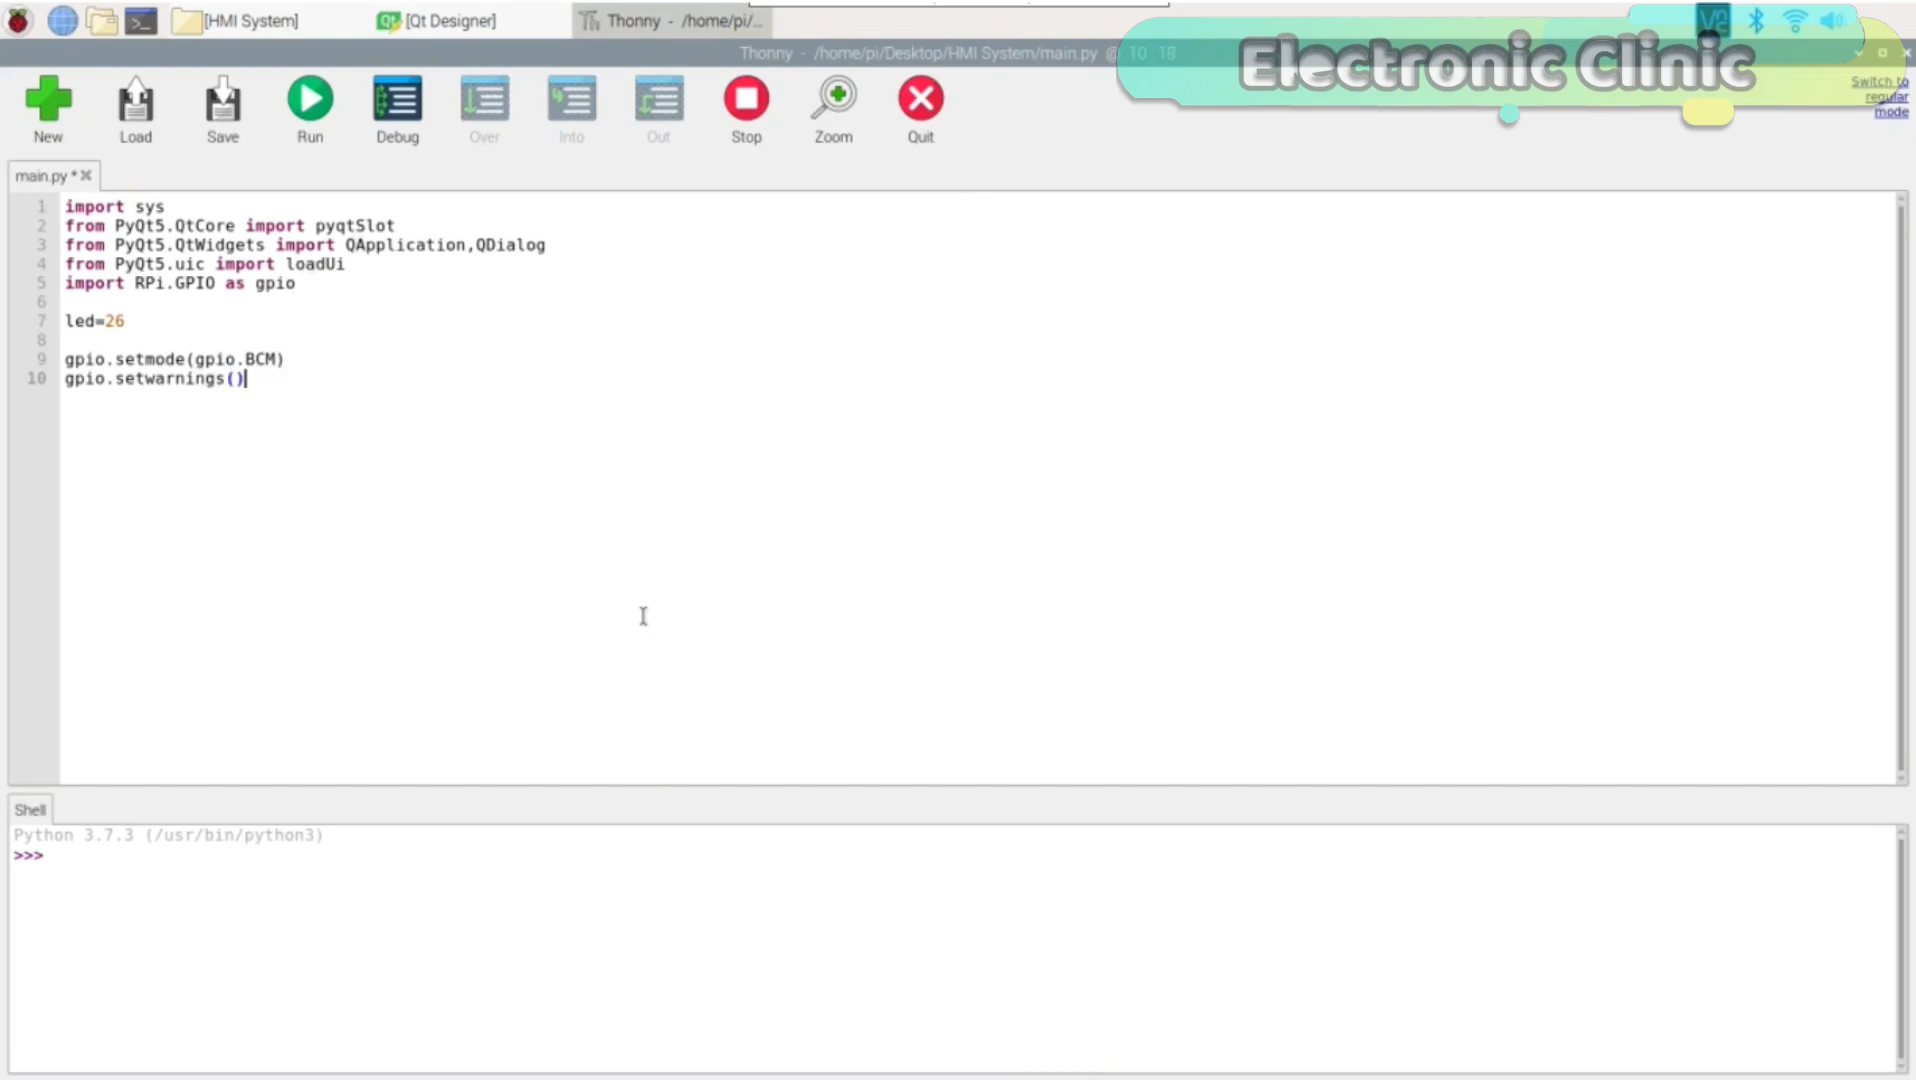 [HMI System]
[Qt Designer]
Thonny - /home/pi/...
Thonny - /home/pi/Desktop/HMI System/main.py @ 10:18
Electronic Clinic
Switch to
regular
mode
New
Load
Save
Run
Debug
Over
Into
Out
Stop
Zoom
Quit
main.py *
1 import sys
2 from PyQt5.QtCore import pyqtSlot
3 from PyQt5.QtWidgets import QApplication,QDialog
4 from PyQt5.uic import loadUi
5 import RPi.GPIO as gpio
6
7 led=26
8
9 gpio.setmode(gpio.BCM)
10 gpio.setwarnings()
Shell
Python 3.7.3 (/usr/bin/python3)
>>>